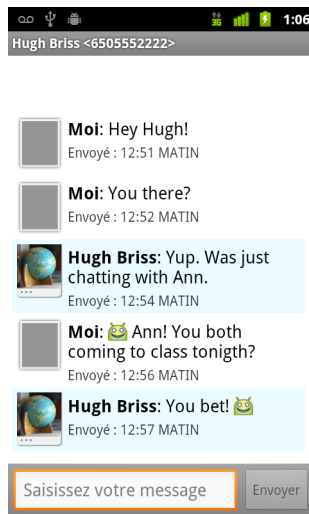 3G 1:06
Hugh Briss <6505552222>
Moi: Hey Hugh!
Envoyé : 12:51 MATIN
Moi: You there?
Envoyé : 12:52 MATIN
Hugh Briss: Yup. Was just
chatting with Ann.
Envoyé : 12:54 MATIN
Moi: Ann! You both
coming to class tonigth?
Envoyé : 12:56 MATIN
Hugh Briss: You bet!
Envoyé : 12:57 MATIN
Saisissez votre message Envoyer